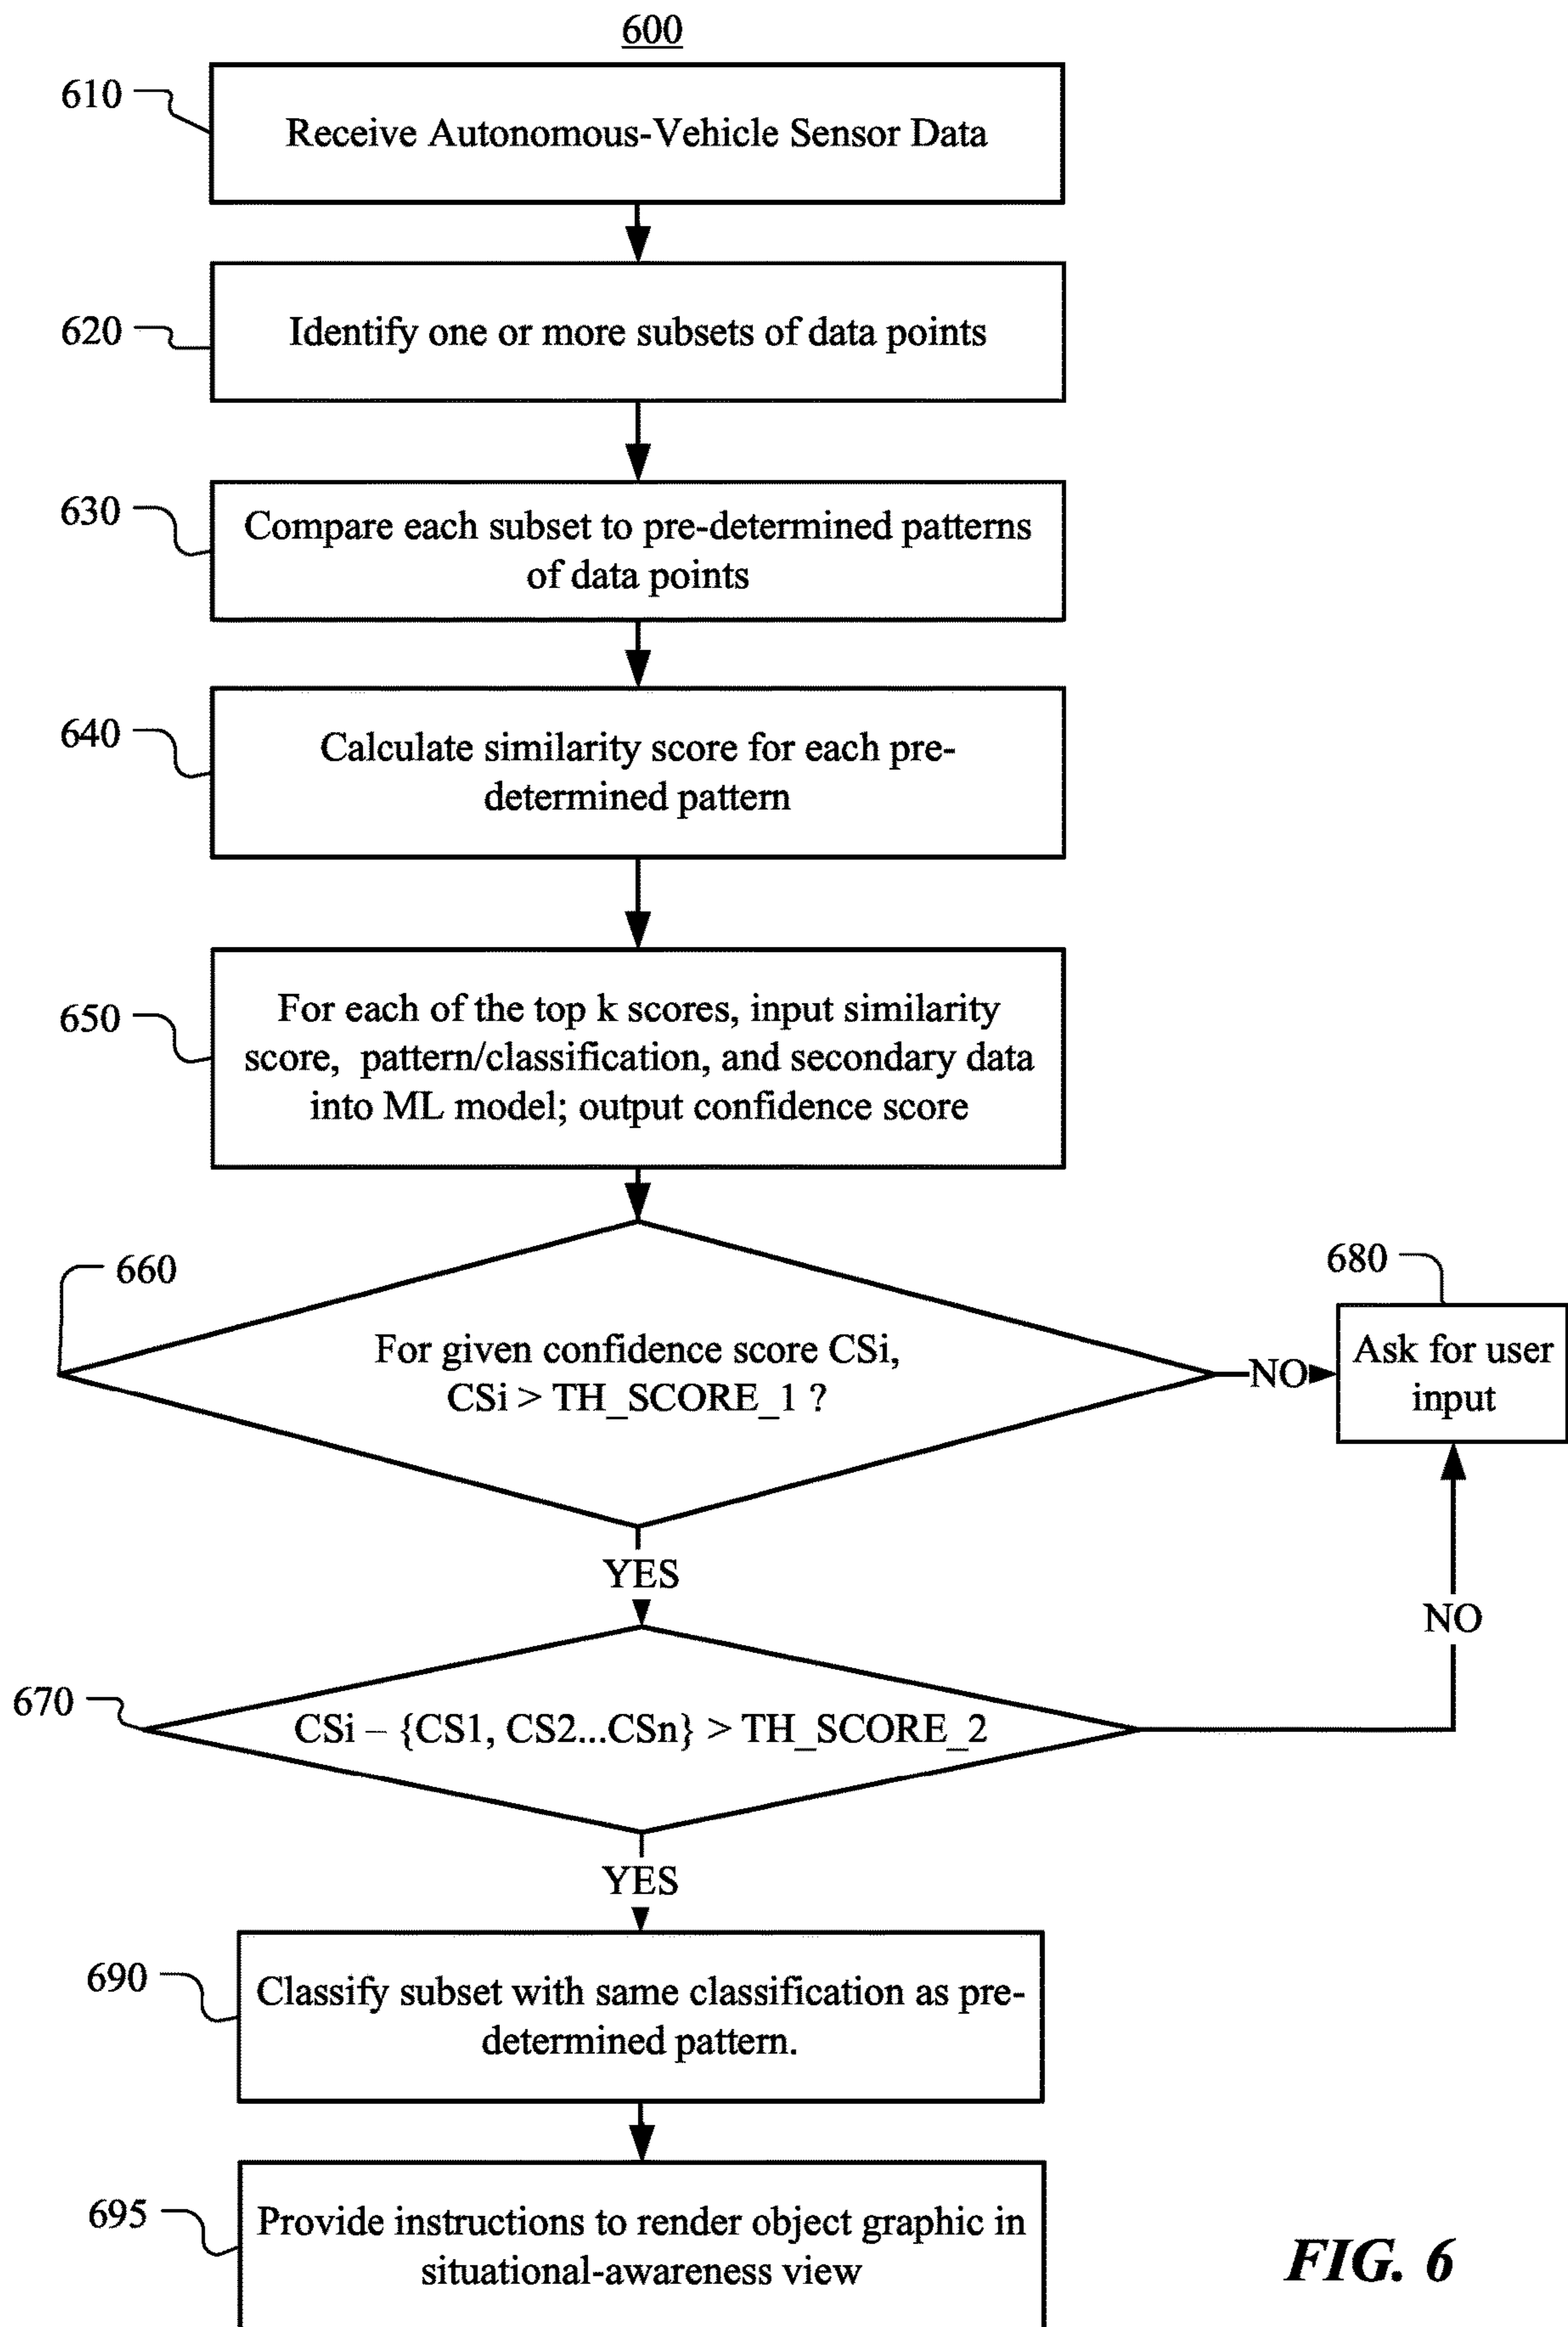 600
610
Receive Autonomous-Vehicle Sensor Data
620
Identify one or more subsets of data points
630
Compare each subset to pre-determined patterns
of data points
640
Calculate similarity score for each pre-
determined pattern
650
For each of the top k scores, input similarity
score, pattern/classification, and secondary data
into ML model; output confidence score
660
For given confidence score CSi,
CSi > TH_SCORE_1 ?
NO
680
Ask for user
input
YES
670
CSi – {CS1, CS2...CSn} > TH_SCORE_2
NO
YES
690
Classify subset with same classification as pre-
determined pattern.
695
Provide instructions to render object graphic in
situational-awareness view
FIG. 6